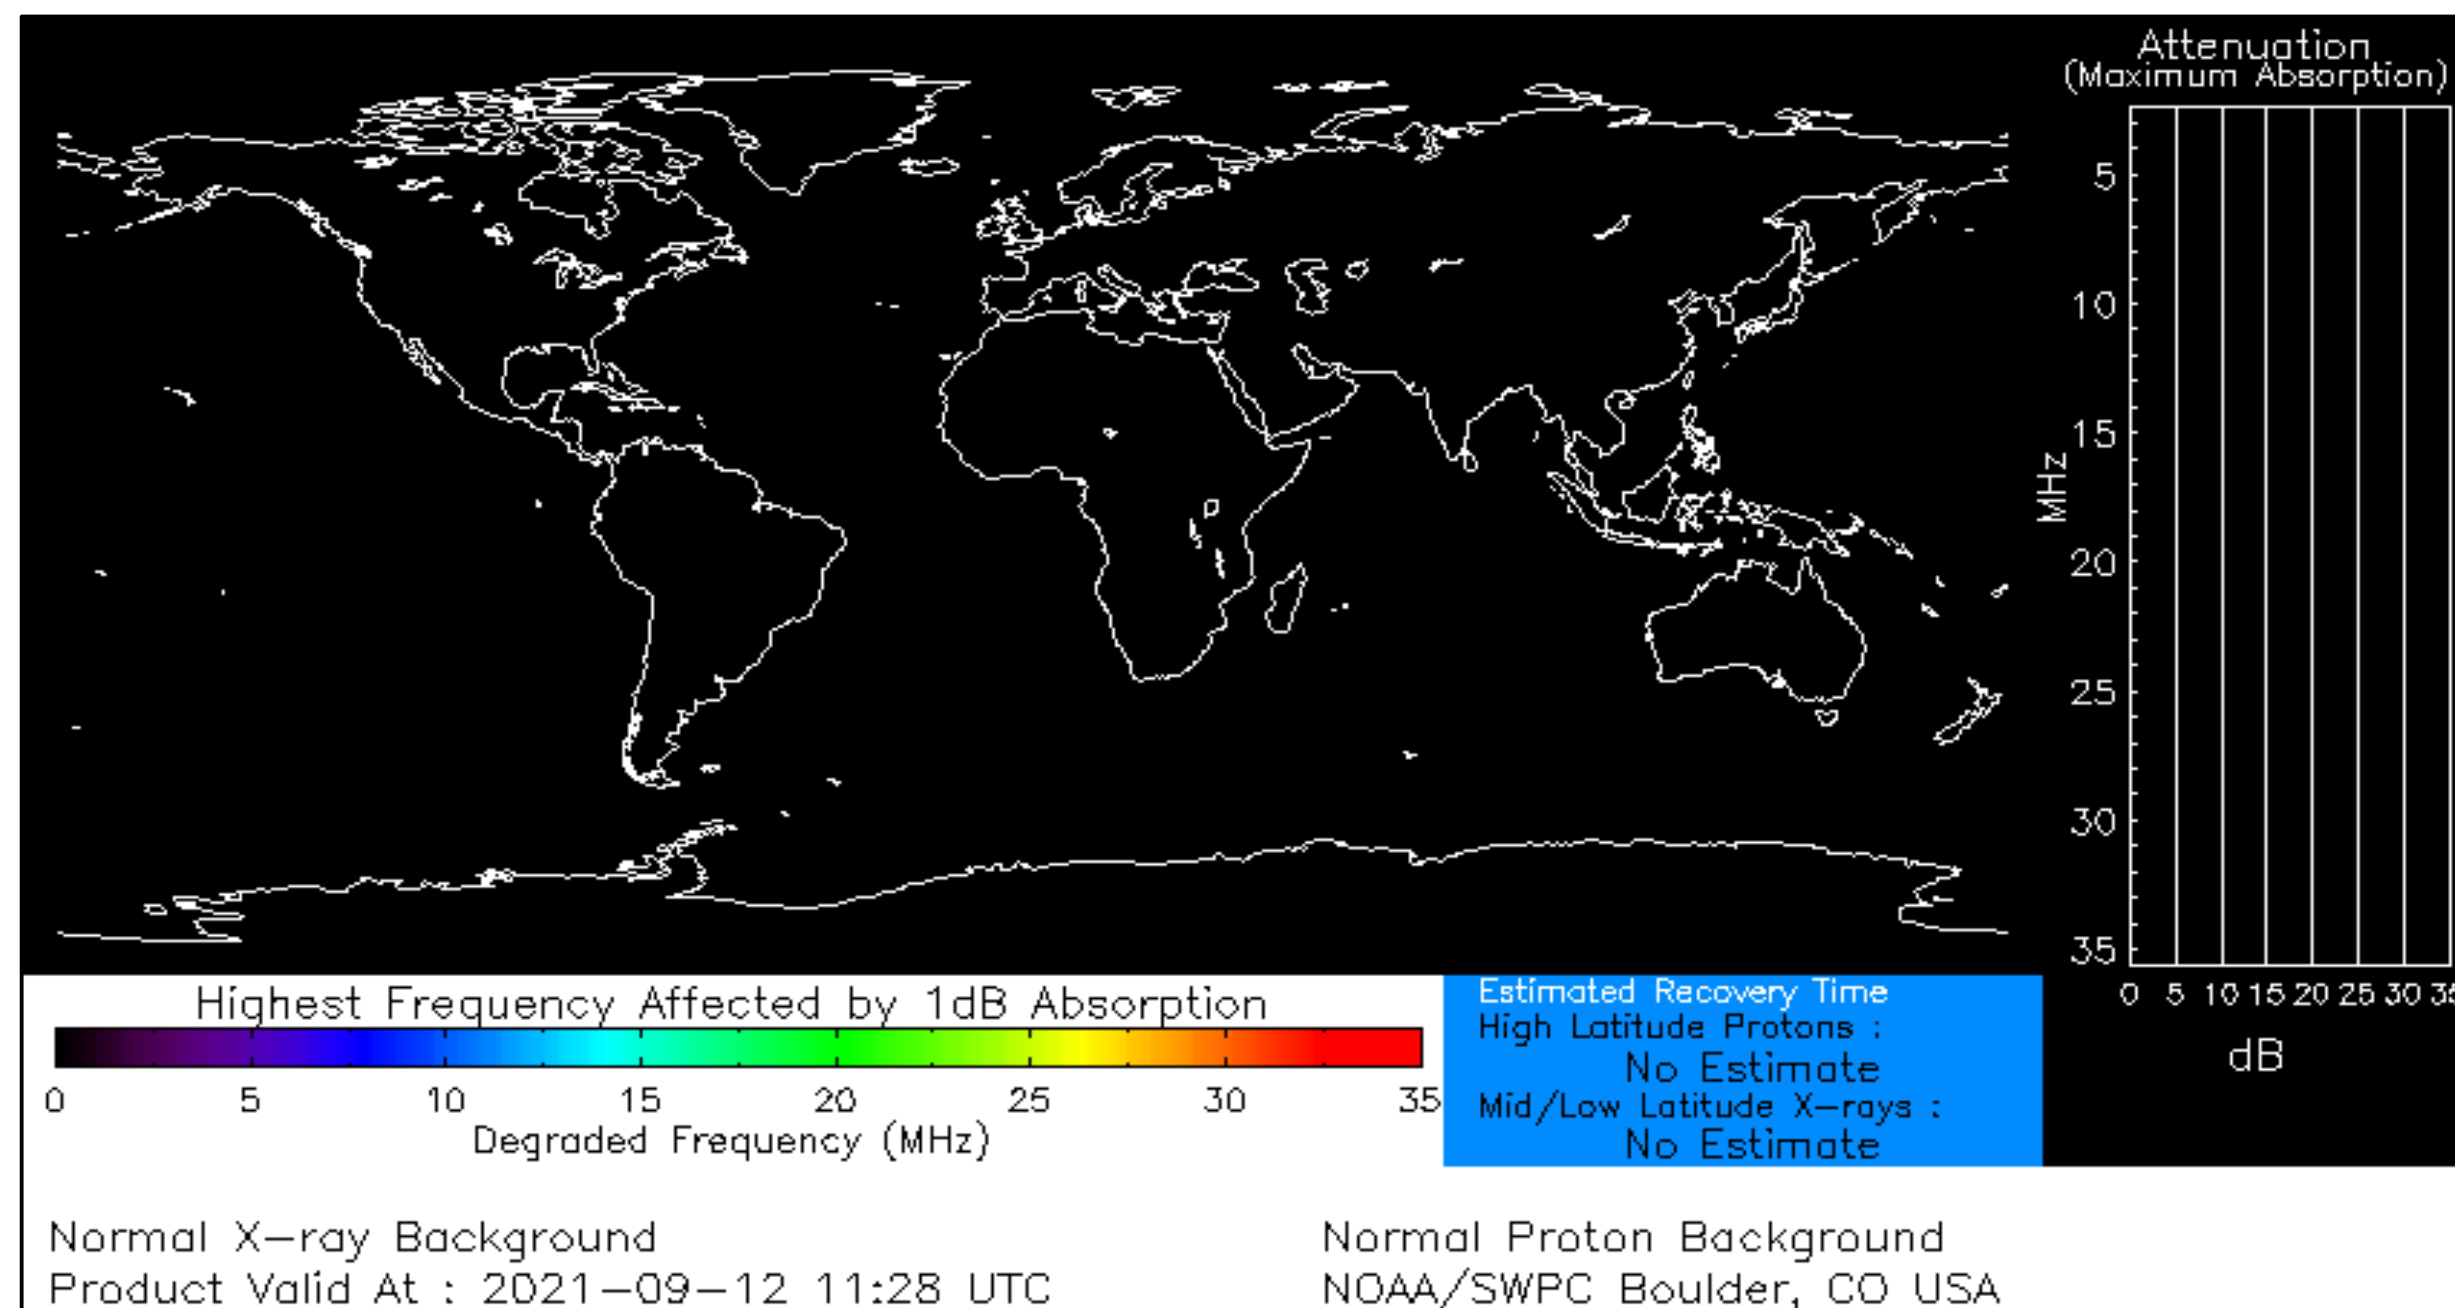 Attenuation
(Maximum Absorption)
5
10
15
20
25
30
35
MHz
0 5 10 15 20 25 30
dB
Highest Frequency Affected by 1dB Absorption
0 5 10 15 20 25 30 35
Degraded Frequency (MHz)
Estimated Recovery Time
High Latitude Protons :
No Estimate
Mid/Low Latitude X-rays :
No Estimate
Normal X-ray Background
Normal Proton Background
Product Valid At : 2021-09-12 11:28 UTC
NOAA/SWPC Boulder, CO USA